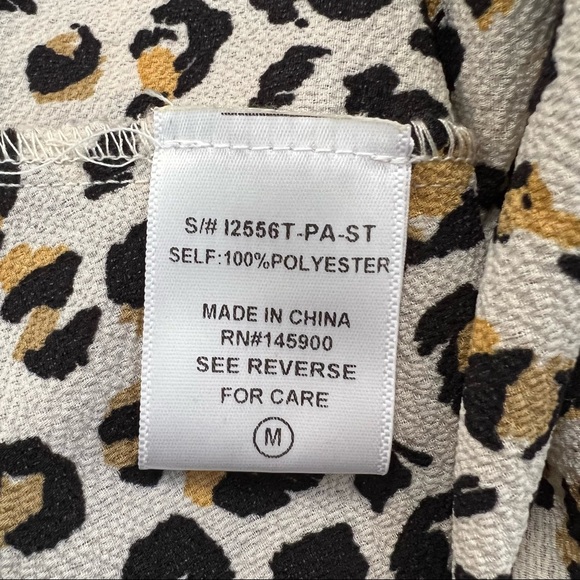 S/# I2556T-PA-ST
SELF:100%POLYESTER
MADE IN CHINA
RN#145900
SEE REVERSE
FOR CARE
M